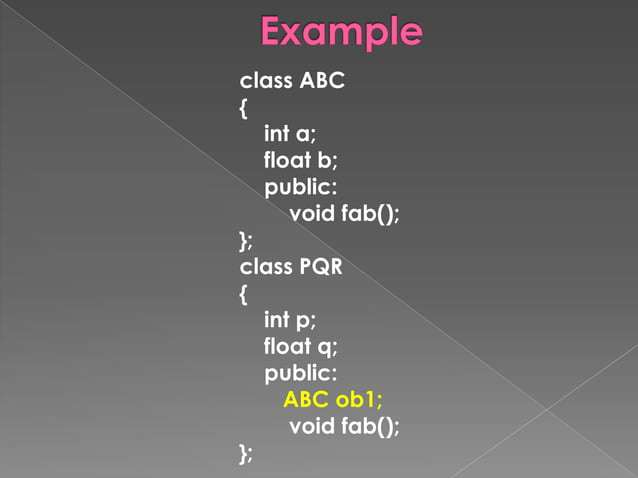 Example
class ABC
{
int a;
float b;
public:
void fab();
};
class PQR
{
int p;
float q;
public:
ABC ob1;
void fab();
};